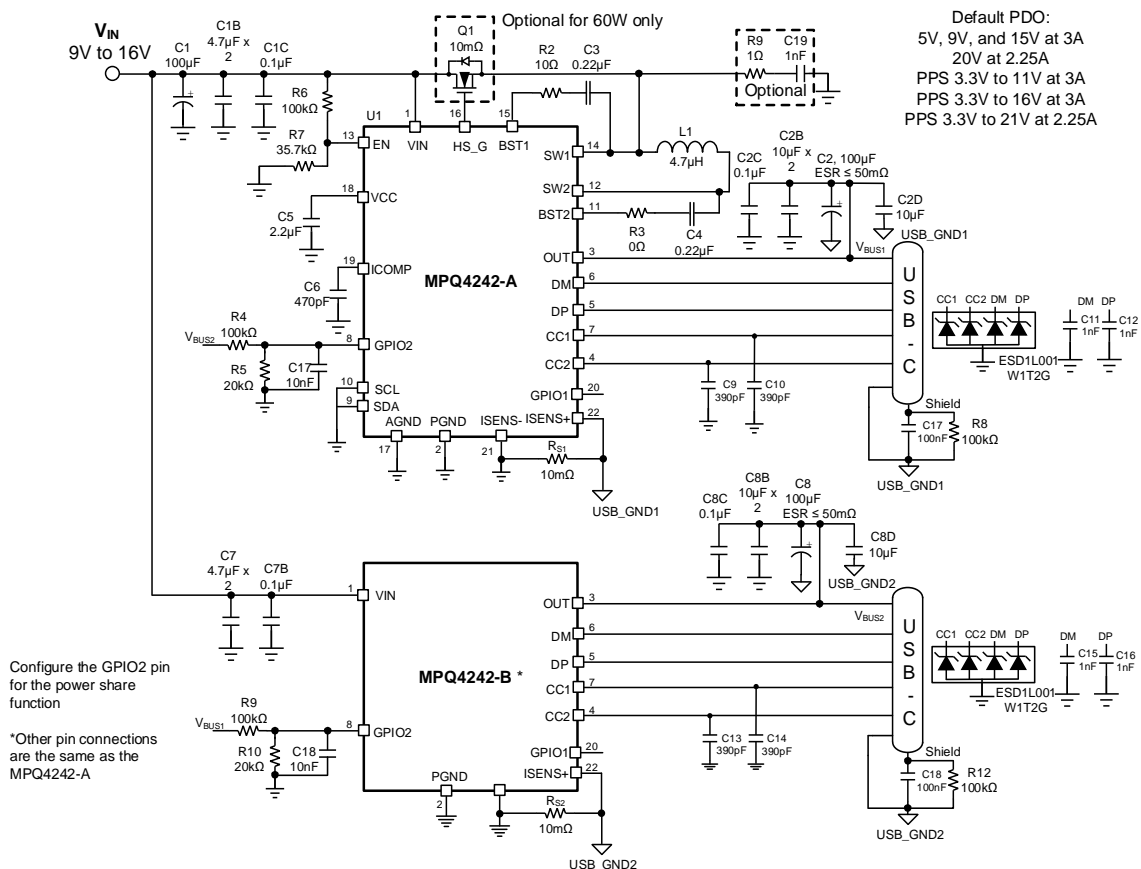 V_IN
9V to 16V
C1
100µF
C1B
4.7µF x
2
C1C
0.1µF
Q1
10mΩ
Optional for 60W only
R2
10Ω
C3
0.22µF
R9
1Ω
C19
1nF
Optional
Default PDO:
5V, 9V, and 15V at 3A
20V at 2.25A
PPS 3.3V to 11V at 3A
PPS 3.3V to 16V at 3A
PPS 3.3V to 21V at 2.25A
R6
100kΩ
R7
35.7kΩ
U1
1
16
15
13
EN
VIN
HS_G
BST1
SW1
14
L1
4.7µH
18
VCC
SW2
12
BST2
11
R3
0Ω
C4
0.22µF
C5
2.2µF
C2C
0.1µF
C2B
10µF x
2
C2, 100µF
ESR ≤ 50mΩ
C2D
10µF
USB_GND1
V_BUS1
19
ICOMP
C6
470pF
MPQ4242-A
OUT
3
DM
6
DP
5
CC1
7
CC2
4
GPIO1
20
ISENS+
22
V_BUS2
R4
100kΩ
R5
20kΩ
C17
10nF
8
GPIO2
10
SCL
9
SDA
AGND
PGND
ISENS-
17
2
21
R_S1
10mΩ
USB_GND1
C9
390pF
C10
390pF
USB-C
CC1 CC2 DM DP
ESD1L001
W1T2G
DM DP
C11
1nF
C12
1nF
Shield
C17
100nF
R8
100kΩ
USB_GND1
C7
4.7µF x
2
C7B
0.1µF
1
VIN
C8C
0.1µF
C8B
10µF x
2
C8
100µF
ESR ≤ 50mΩ
C8D
10µF
USB_GND2
V_BUS2
MPQ4242-B *
OUT
3
DM
6
DP
5
CC1
7
CC2
4
GPIO1
20
ISENS+
22
Configure the GPIO2 pin
for the power share
function
*Other pin connections
are the same as the
MPQ4242-A
V_BUS1
R9
100kΩ
R10
20kΩ
C18
10nF
8
GPIO2
PGND
2
R_S2
10mΩ
USB_GND2
C13
390pF
C14
390pF
USB-C
CC1 CC2 DM DP
ESD1L001
W1T2G
DM DP
C15
1nF
C16
1nF
Shield
C18
100nF
R12
100kΩ
USB_GND2